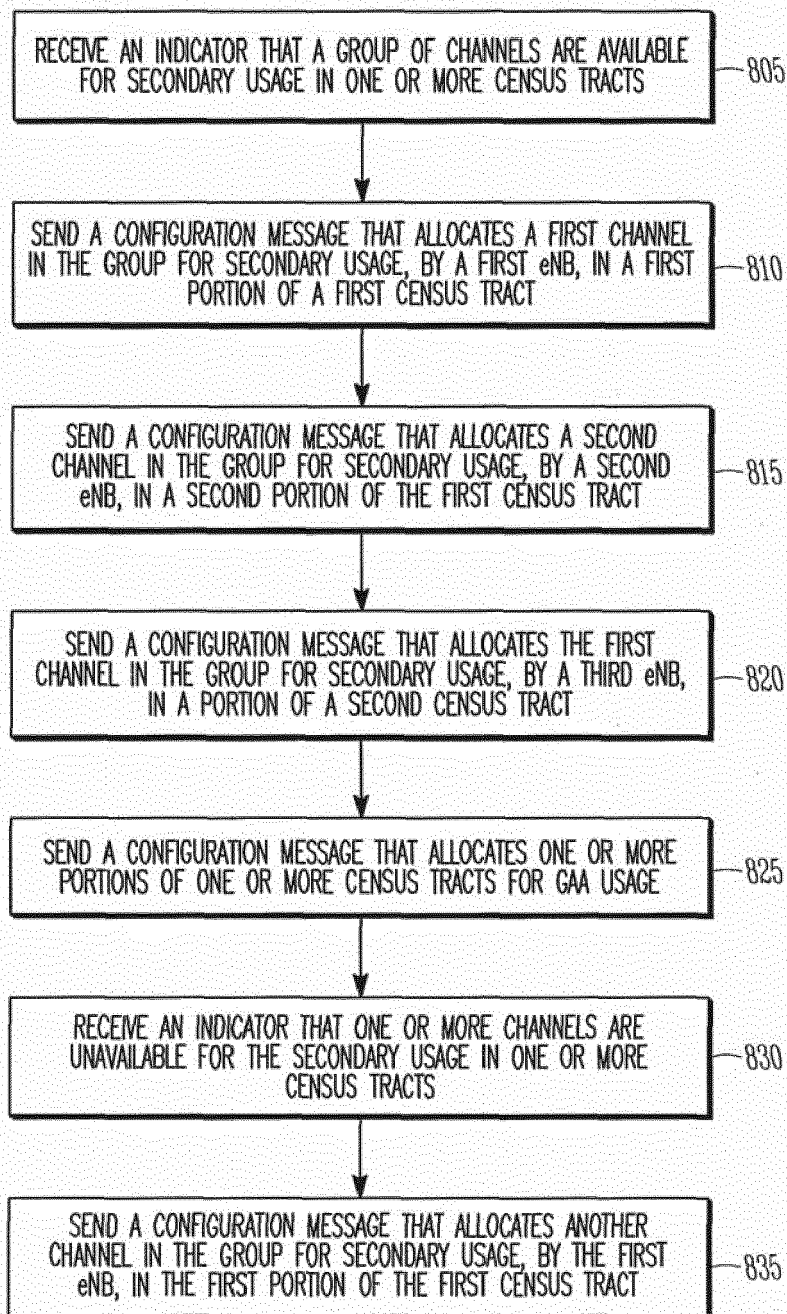 RECEIVE AN INDICATOR THAT A GROUP OF CHANNELS ARE AVAILABLE
FOR SECONDARY USAGE IN ONE OR MORE CENSUS TRACTS
805
SEND A CONFIGURATION MESSAGE THAT ALLOCATES A FIRST CHANNEL
IN THE GROUP FOR SECONDARY USAGE, BY A FIRST eNB, IN A FIRST
PORTION OF A FIRST CENSUS TRACT
810
SEND A CONFIGURATION MESSAGE THAT ALLOCATES A SECOND
CHANNEL IN THE GROUP FOR SECONDARY USAGE, BY A SECOND
eNB, IN A SECOND PORTION OF THE FIRST CENSUS TRACT
815
SEND A CONFIGURATION MESSAGE THAT ALLOCATES THE FIRST
CHANNEL IN THE GROUP FOR SECONDARY USAGE, BY A THIRD eNB,
IN A PORTION OF A SECOND CENSUS TRACT
820
SEND A CONFIGURATION MESSAGE THAT ALLOCATES ONE OR MORE
PORTIONS OF ONE OR MORE CENSUS TRACTS FOR GAA USAGE
825
RECEIVE AN INDICATOR THAT ONE OR MORE CHANNELS ARE
UNAVAILABLE FOR THE SECONDARY USAGE IN ONE OR MORE
CENSUS TRACTS
830
SEND A CONFIGURATION MESSAGE THAT ALLOCATES ANOTHER
CHANNEL IN THE GROUP FOR SECONDARY USAGE, BY THE FIRST
eNB, IN THE FIRST PORTION OF THE FIRST CENSUS TRACT
835